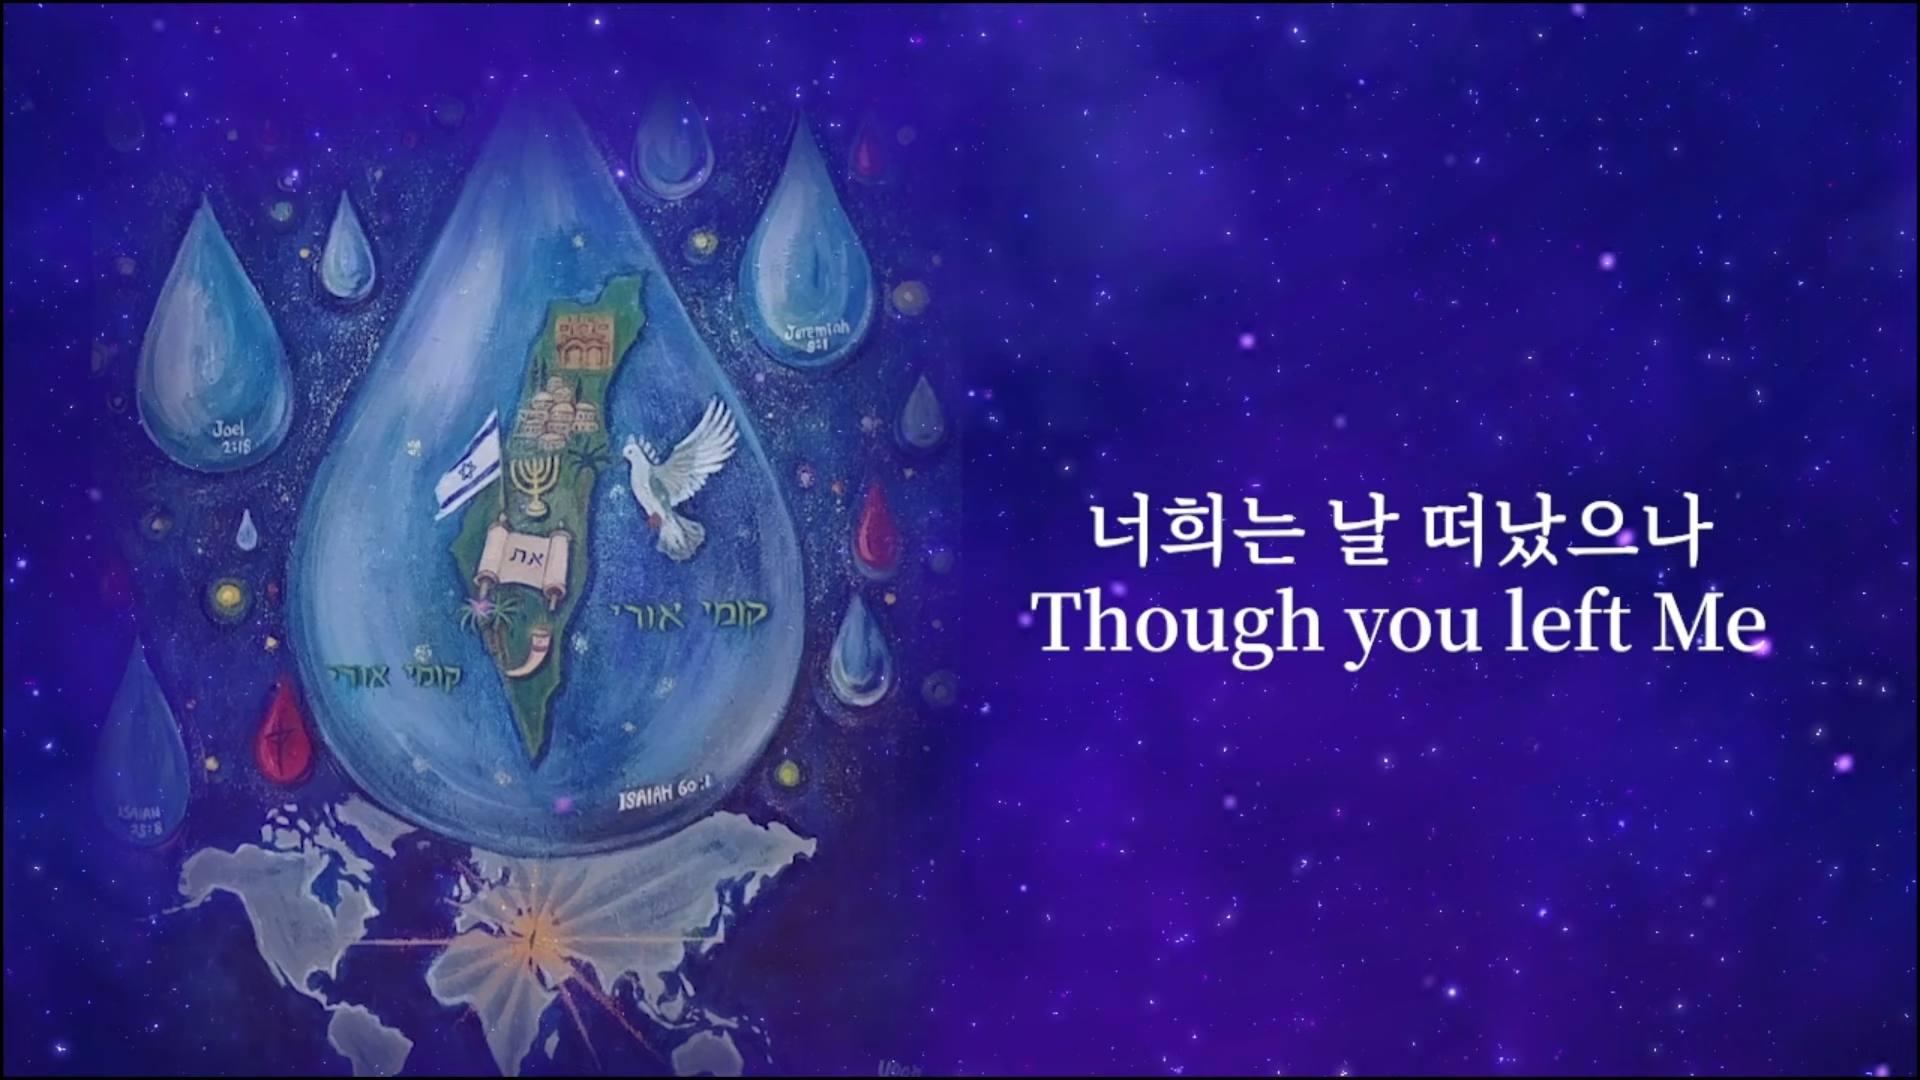 Joel
2:18
Jeremiah
9:1
את
קומי אורי
קומי אורי
ISAIAH 60:1
ISAIAH
25:8
너희는 날 떠났으나
Though you left Me